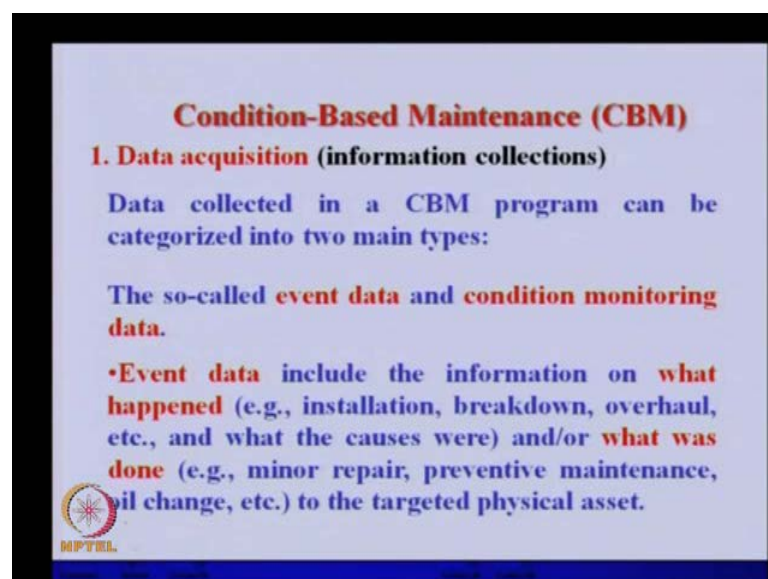 Condition-Based Maintenance (CBM)
1. Data acquisition (information collections)
Data collected in a CBM program can be
categorized into two main types:
The so-called event data and condition monitoring
data.
•Event data include the information on what
happened (e.g., installation, breakdown, overhaul,
etc., and what the causes were) and/or what was
done (e.g., minor repair, preventive maintenance,
oil change, etc.) to the targeted physical asset.
NPTEL